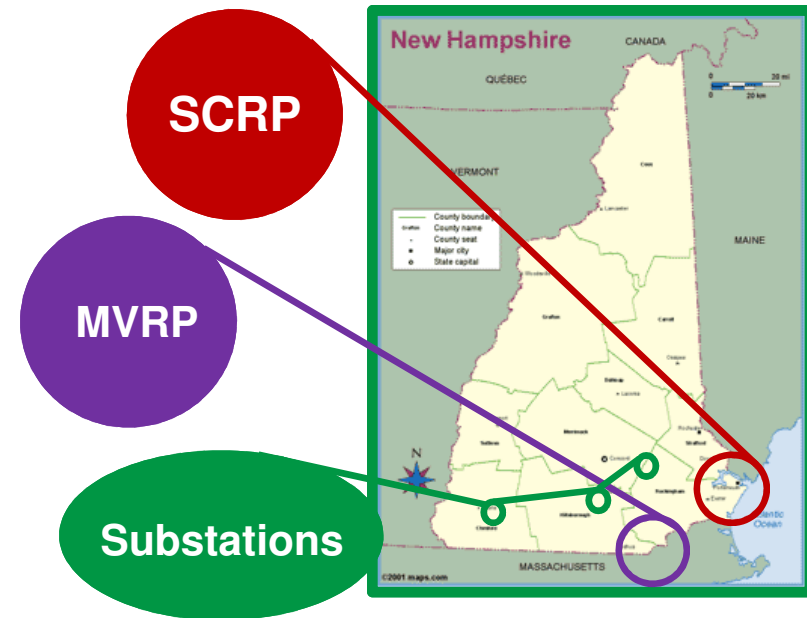 SCRP
MVRP
Substations
New Hampshire
CANADA
0 30 mi
0 20 km
QUÉBEC
VERMONT
MAINE
County boundary
Grafton County name
County seat
Major city
State capital
Coos
Lancaster
Woodsville
Grafton
Carroll
Belknap
Laconia
Sullivan
Merrimack
Strafford
Concord
Rockingham
Exeter
Cheshire
Hillsborough
N
Atlantic
Ocean
MASSACHUSETTS
©2001 maps.com